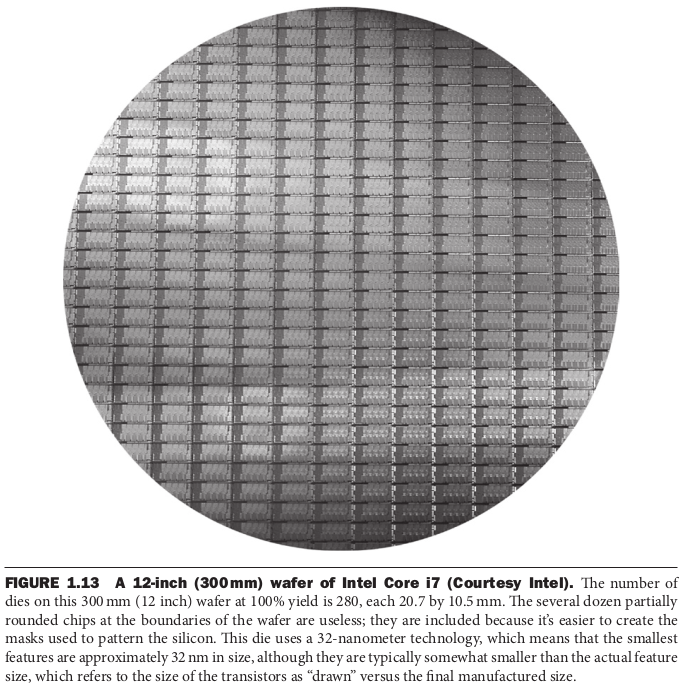 FIGURE 1.13 A 12-inch (300 mm) wafer of Intel Core i7 (Courtesy Intel). The number of
dies on this 300 mm (12 inch) wafer at 100% yield is 280, each 20.7 by 10.5 mm. The several dozen partially
rounded chips at the boundaries of the wafer are useless; they are included because it’s easier to create the
masks used to pattern the silicon. This die uses a 32-nanometer technology, which means that the smallest
features are approximately 32 nm in size, although they are typically somewhat smaller than the actual feature
size, which refers to the size of the transistors as “drawn” versus the final manufactured size.